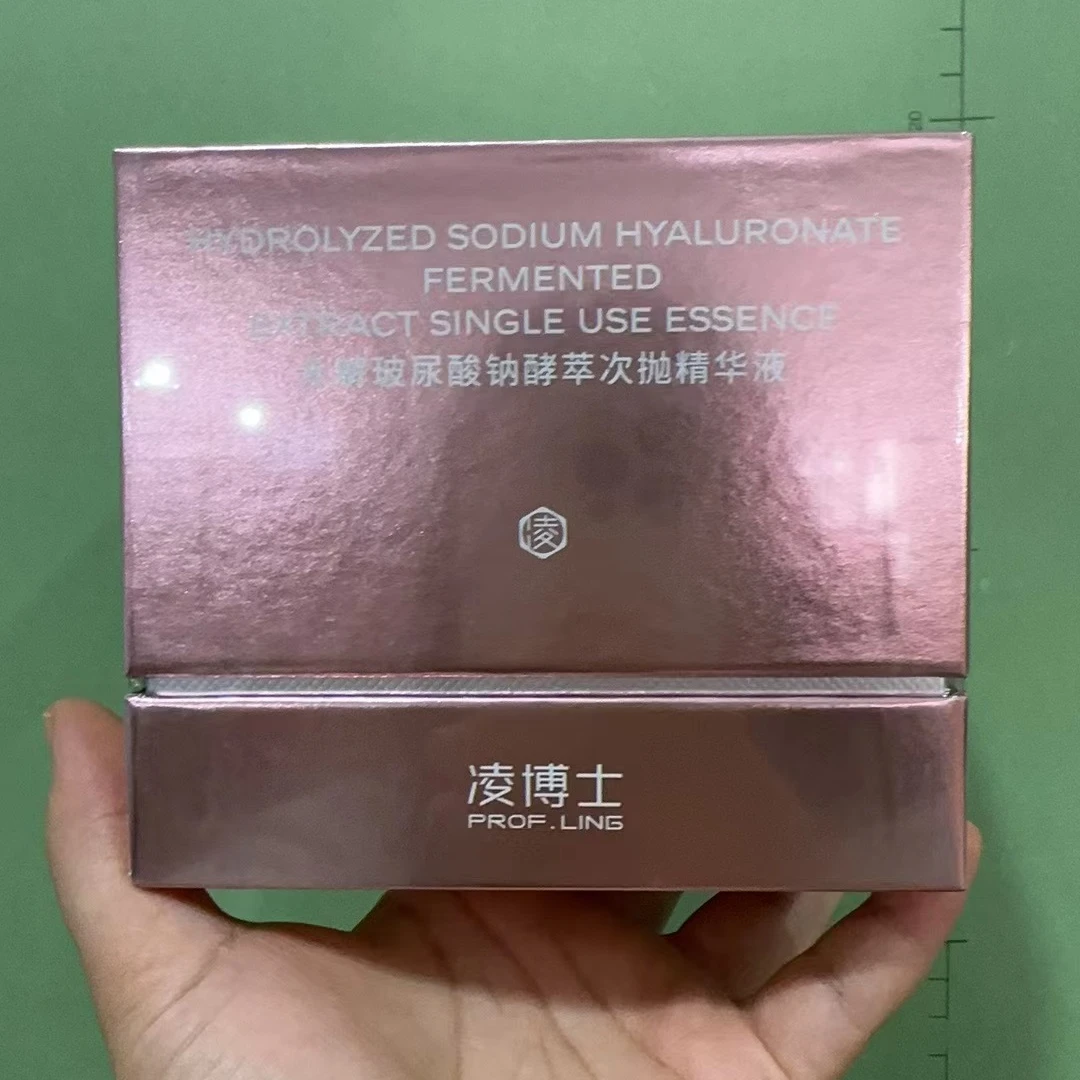 HYDROLYZED SODIUM HYALURONATE
FERMENTED
EXTRACT SINGLE USE ESSENCE
水解玻尿酸钠酵萃次抛精华液
凌
凌博士
PROF.LING
20